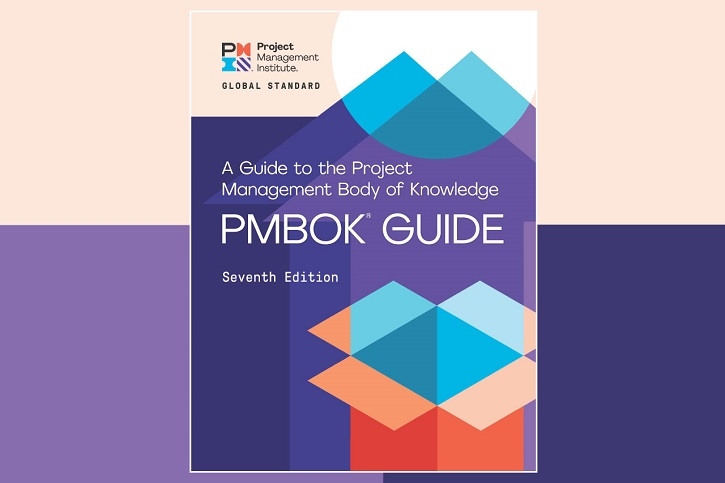 Project
Management
Institute.
GLOBAL STANDARD
A Guide to the Project
Management Body of Knowledge
PMBOK® GUIDE
Seventh Edition